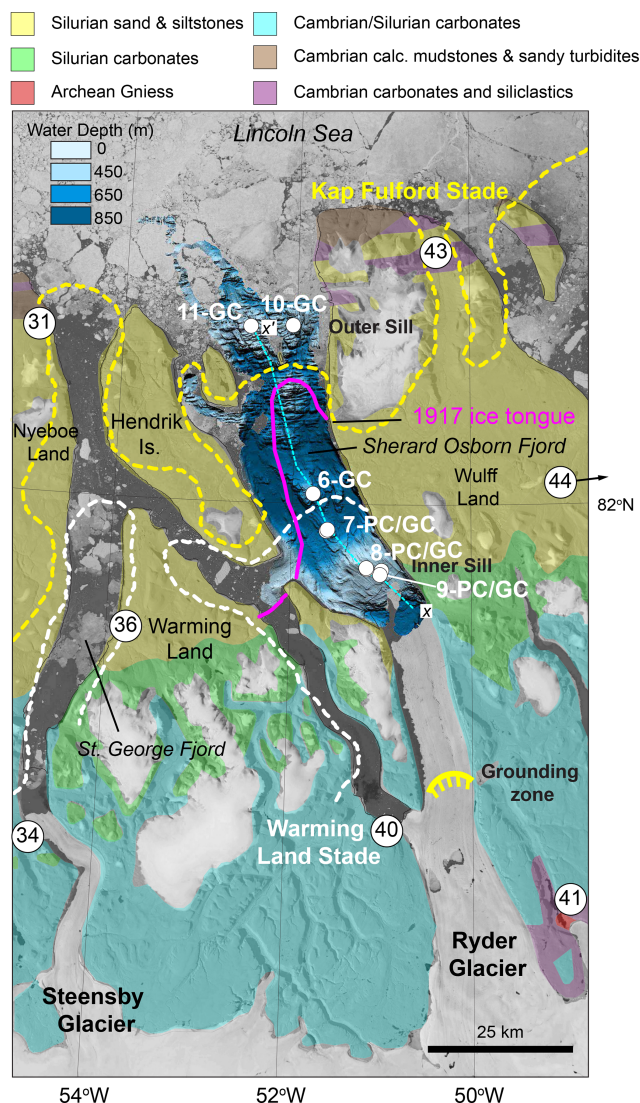 Silurian sand & siltstones
Cambrian/Silurian carbonates
Silurian carbonates
Cambrian calc. mudstones & sandy turbidites
Archean Gniess
Cambrian carbonates and siliclastics
Water Depth (m)
0
450
650
850
Lincoln Sea
Kap Fulford Stade
43
31
11-GC
10-GC
x'
Outer Sill
Hendrik
Is.
Nyeboe
Land
1917 ice tongue
Sherard Osborn Fjord
6-GC
Wulff
Land
44
82°N
7-PC/GC
8-PC/GC
Inner Sill
9-PC/GC
x
36
Warming
Land
St. George Fjord
Grounding
zone
34
Warming
Land Stade
40
41
Ryder
Glacier
Steensby
Glacier
25 km
54°W
52°W
50°W